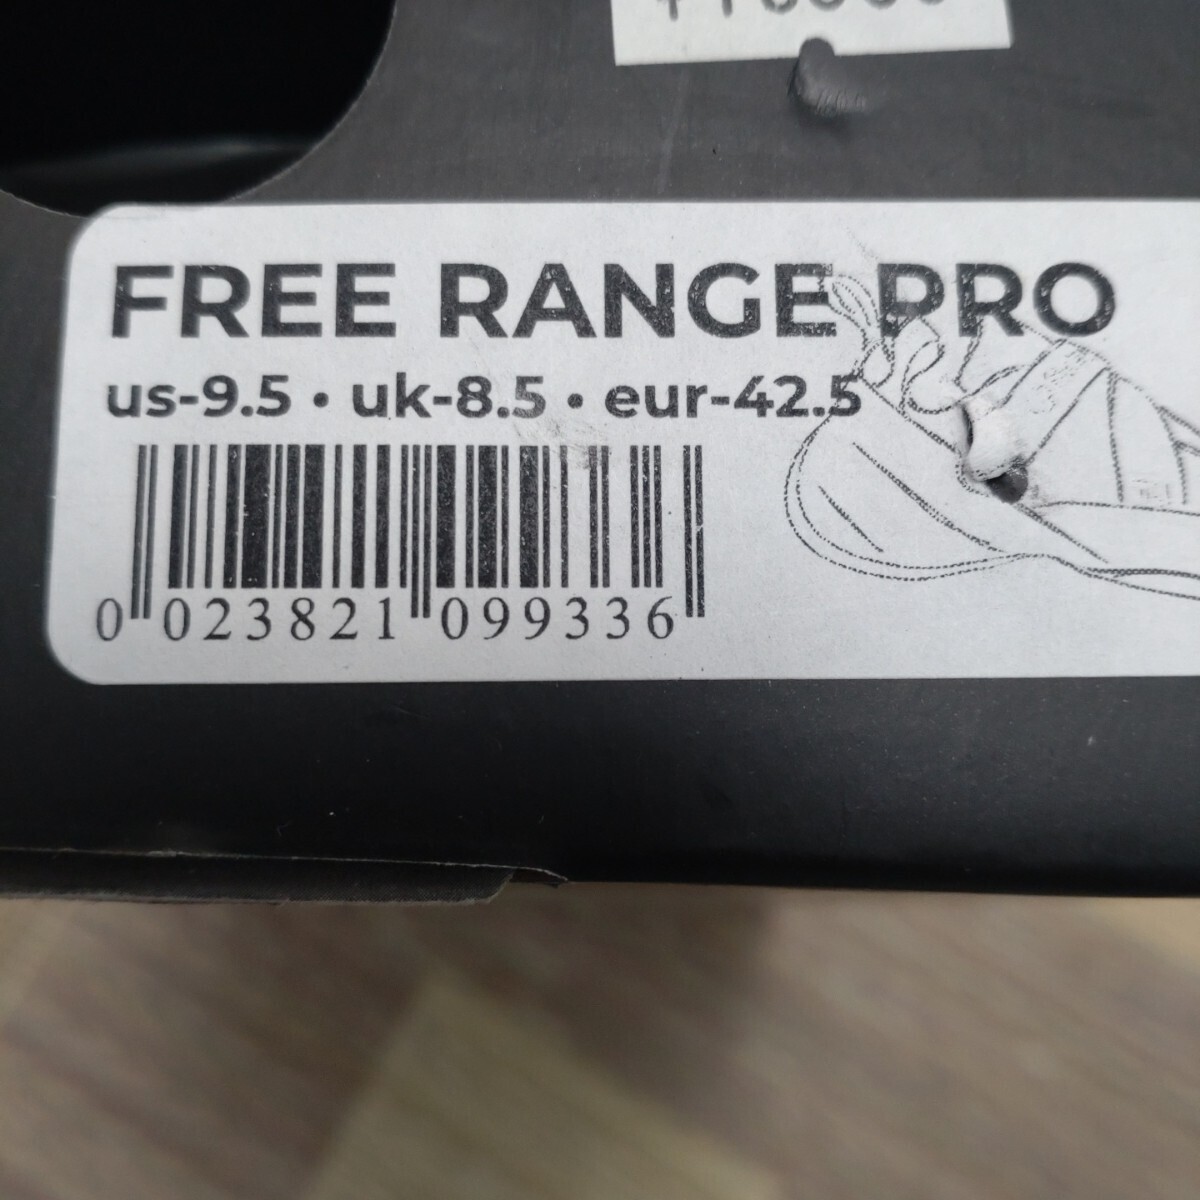 FREE RANGE PRO
us-9.5 • uk-8.5 • eur-42.5
0 023821 099336